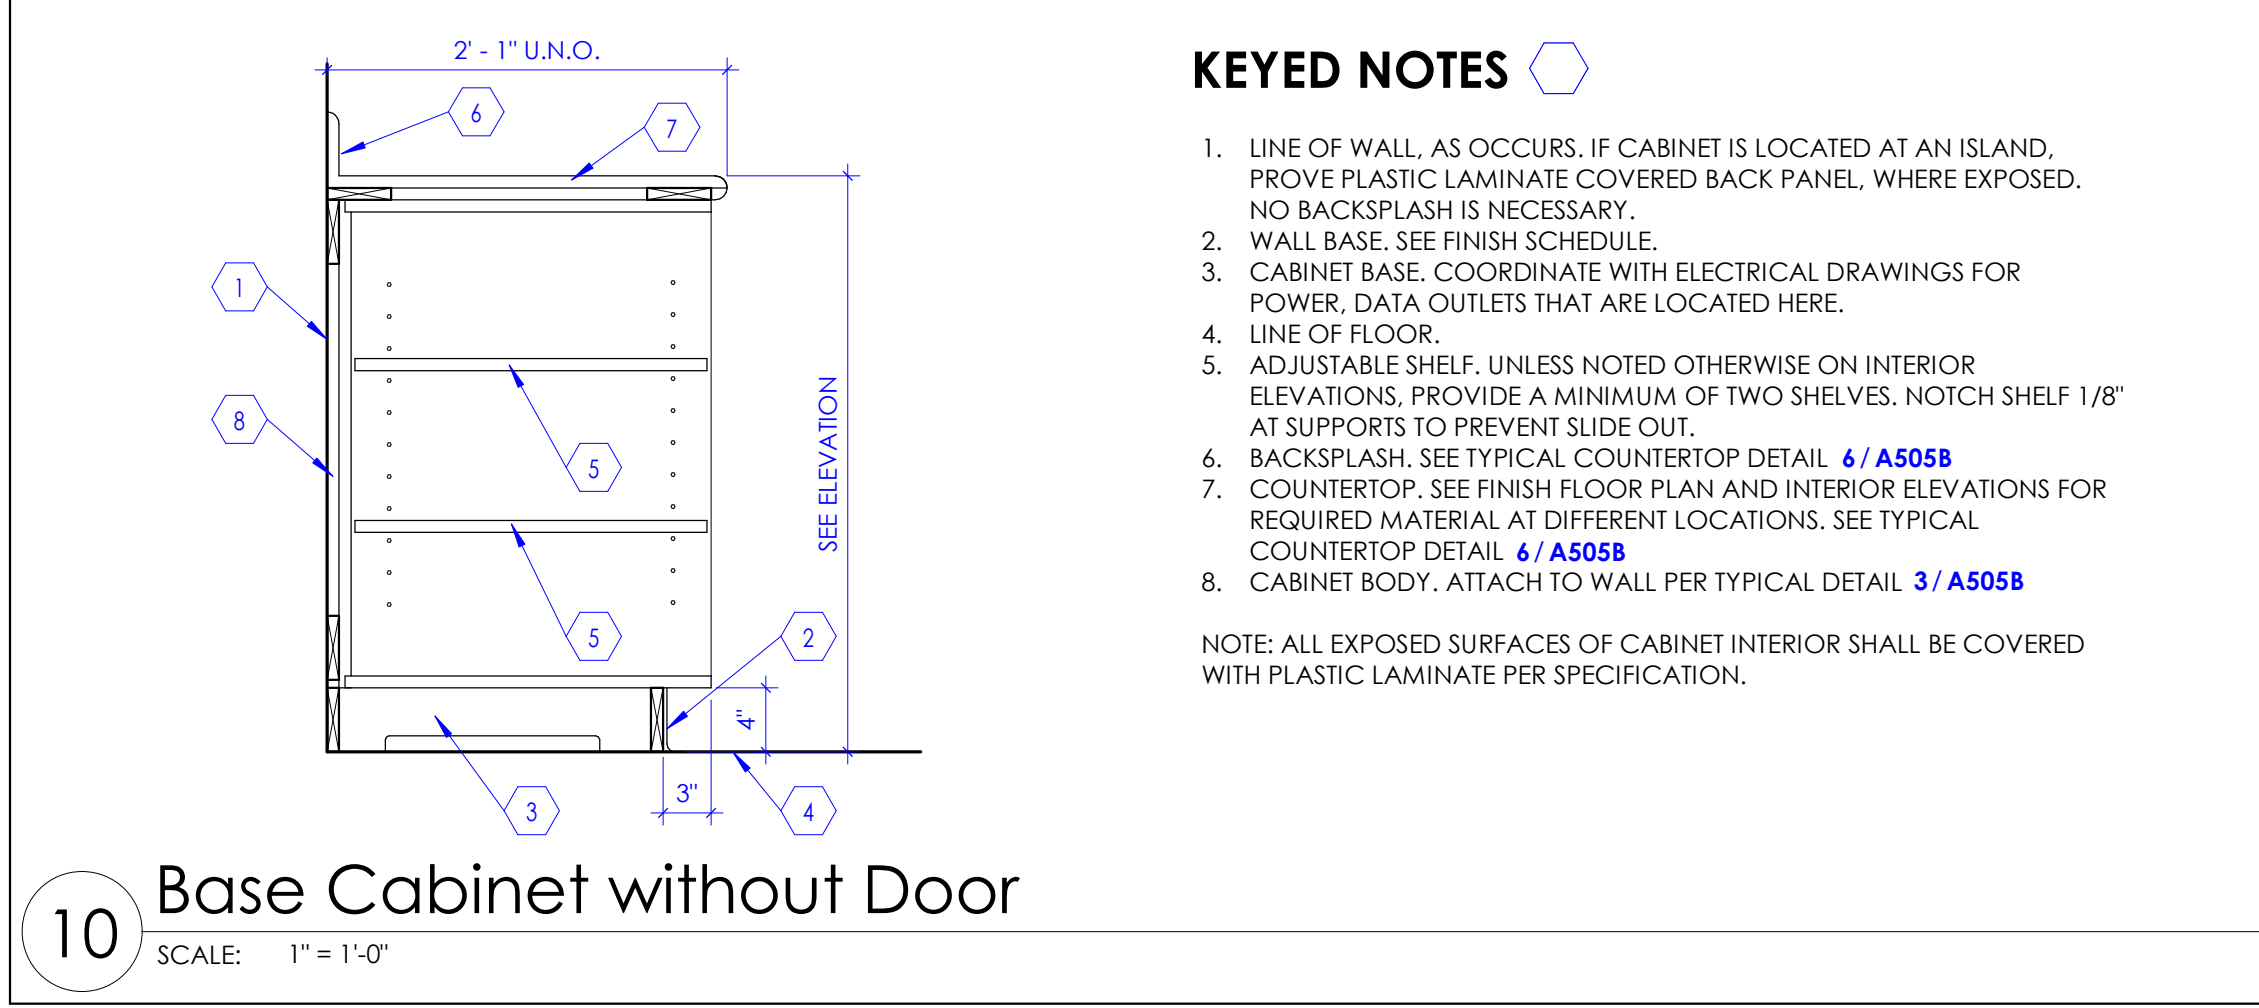 2' - 1" U.N.O.
6
7
1
8
5
5
2
SEE ELEVATION
4"
3"
3
4
KEYED NOTES
1. LINE OF WALL, AS OCCURS. IF CABINET IS LOCATED AT AN ISLAND,
PROVE PLASTIC LAMINATE COVERED BACK PANEL, WHERE EXPOSED.
NO BACKSPLASH IS NECESSARY.
2. WALL BASE. SEE FINISH SCHEDULE.
3. CABINET BASE. COORDINATE WITH ELECTRICAL DRAWINGS FOR
POWER, DATA OUTLETS THAT ARE LOCATED HERE.
4. LINE OF FLOOR.
5. ADJUSTABLE SHELF. UNLESS NOTED OTHERWISE ON INTERIOR
ELEVATIONS, PROVIDE A MINIMUM OF TWO SHELVES. NOTCH SHELF 1/8"
AT SUPPORTS TO PREVENT SLIDE OUT.
6. BACKSPLASH. SEE TYPICAL COUNTERTOP DETAIL 6 / A505B
7. COUNTERTOP. SEE FINISH FLOOR PLAN AND INTERIOR ELEVATIONS FOR
REQUIRED MATERIAL AT DIFFERENT LOCATIONS. SEE TYPICAL
COUNTERTOP DETAIL 6 / A505B
8. CABINET BODY. ATTACH TO WALL PER TYPICAL DETAIL 3 / A505B
NOTE: ALL EXPOSED SURFACES OF CABINET INTERIOR SHALL BE COVERED
WITH PLASTIC LAMINATE PER SPECIFICATION.
10
Base Cabinet without Door
SCALE: 1" = 1'-0"